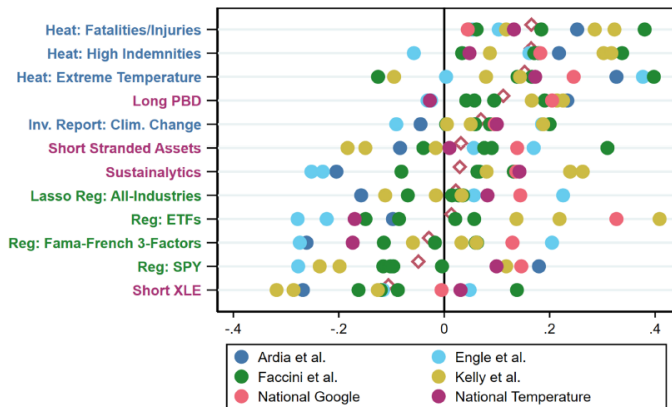 Heat: Fatalities/Injuries
Heat: High Indemnities
Heat: Extreme Temperature
Long PBD
Inv. Report: Clim. Change
Short Stranded Assets
Sustainalytics
Lasso Reg: All-Industries
Reg: ETFs
Reg: Fama-French 3-Factors
Reg: SPY
Short XLE
-.4 -.2 0 .2 .4
Ardia et al. Engle et al.
Faccini et al. Kelly et al.
National Google National Temperature